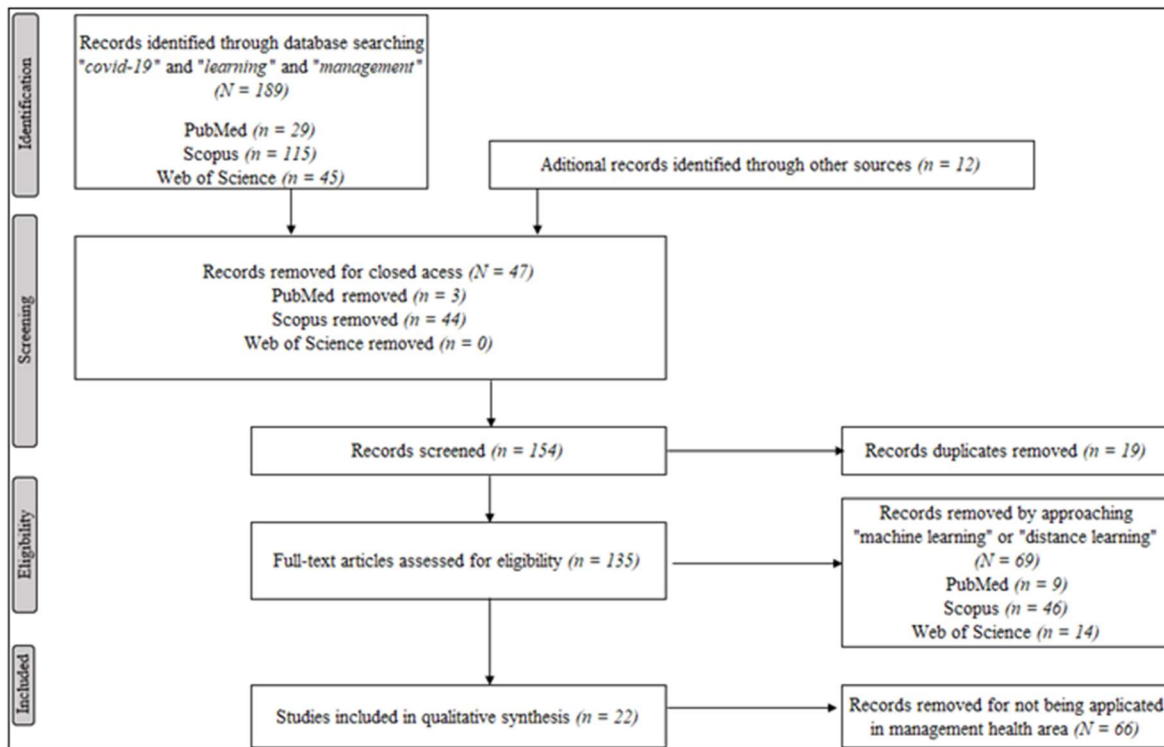 Identification
Records identified through database searching
"covid-19" and "learning" and "management"
(N = 189)
PubMed (n = 29)
Scopus (n = 115)
Web of Science (n = 45)
Aditional records identified through other sources (n = 12)
Screening
Records removed for closed acess (N = 47)
PubMed removed (n = 3)
Scopus removed (n = 44)
Web of Science removed (n = 0)
Records screened (n = 154)
Records duplicates removed (n = 19)
Eligibility
Full-text articles assessed for eligibility (n = 135)
Records removed by approaching
"machine learning" or "distance learning"
(N = 69)
PubMed (n = 9)
Scopus (n = 46)
Web of Science (n = 14)
Included
Studies included in qualitative synthesis (n = 22)
Records removed for not being applicated
in management health area (N = 66)